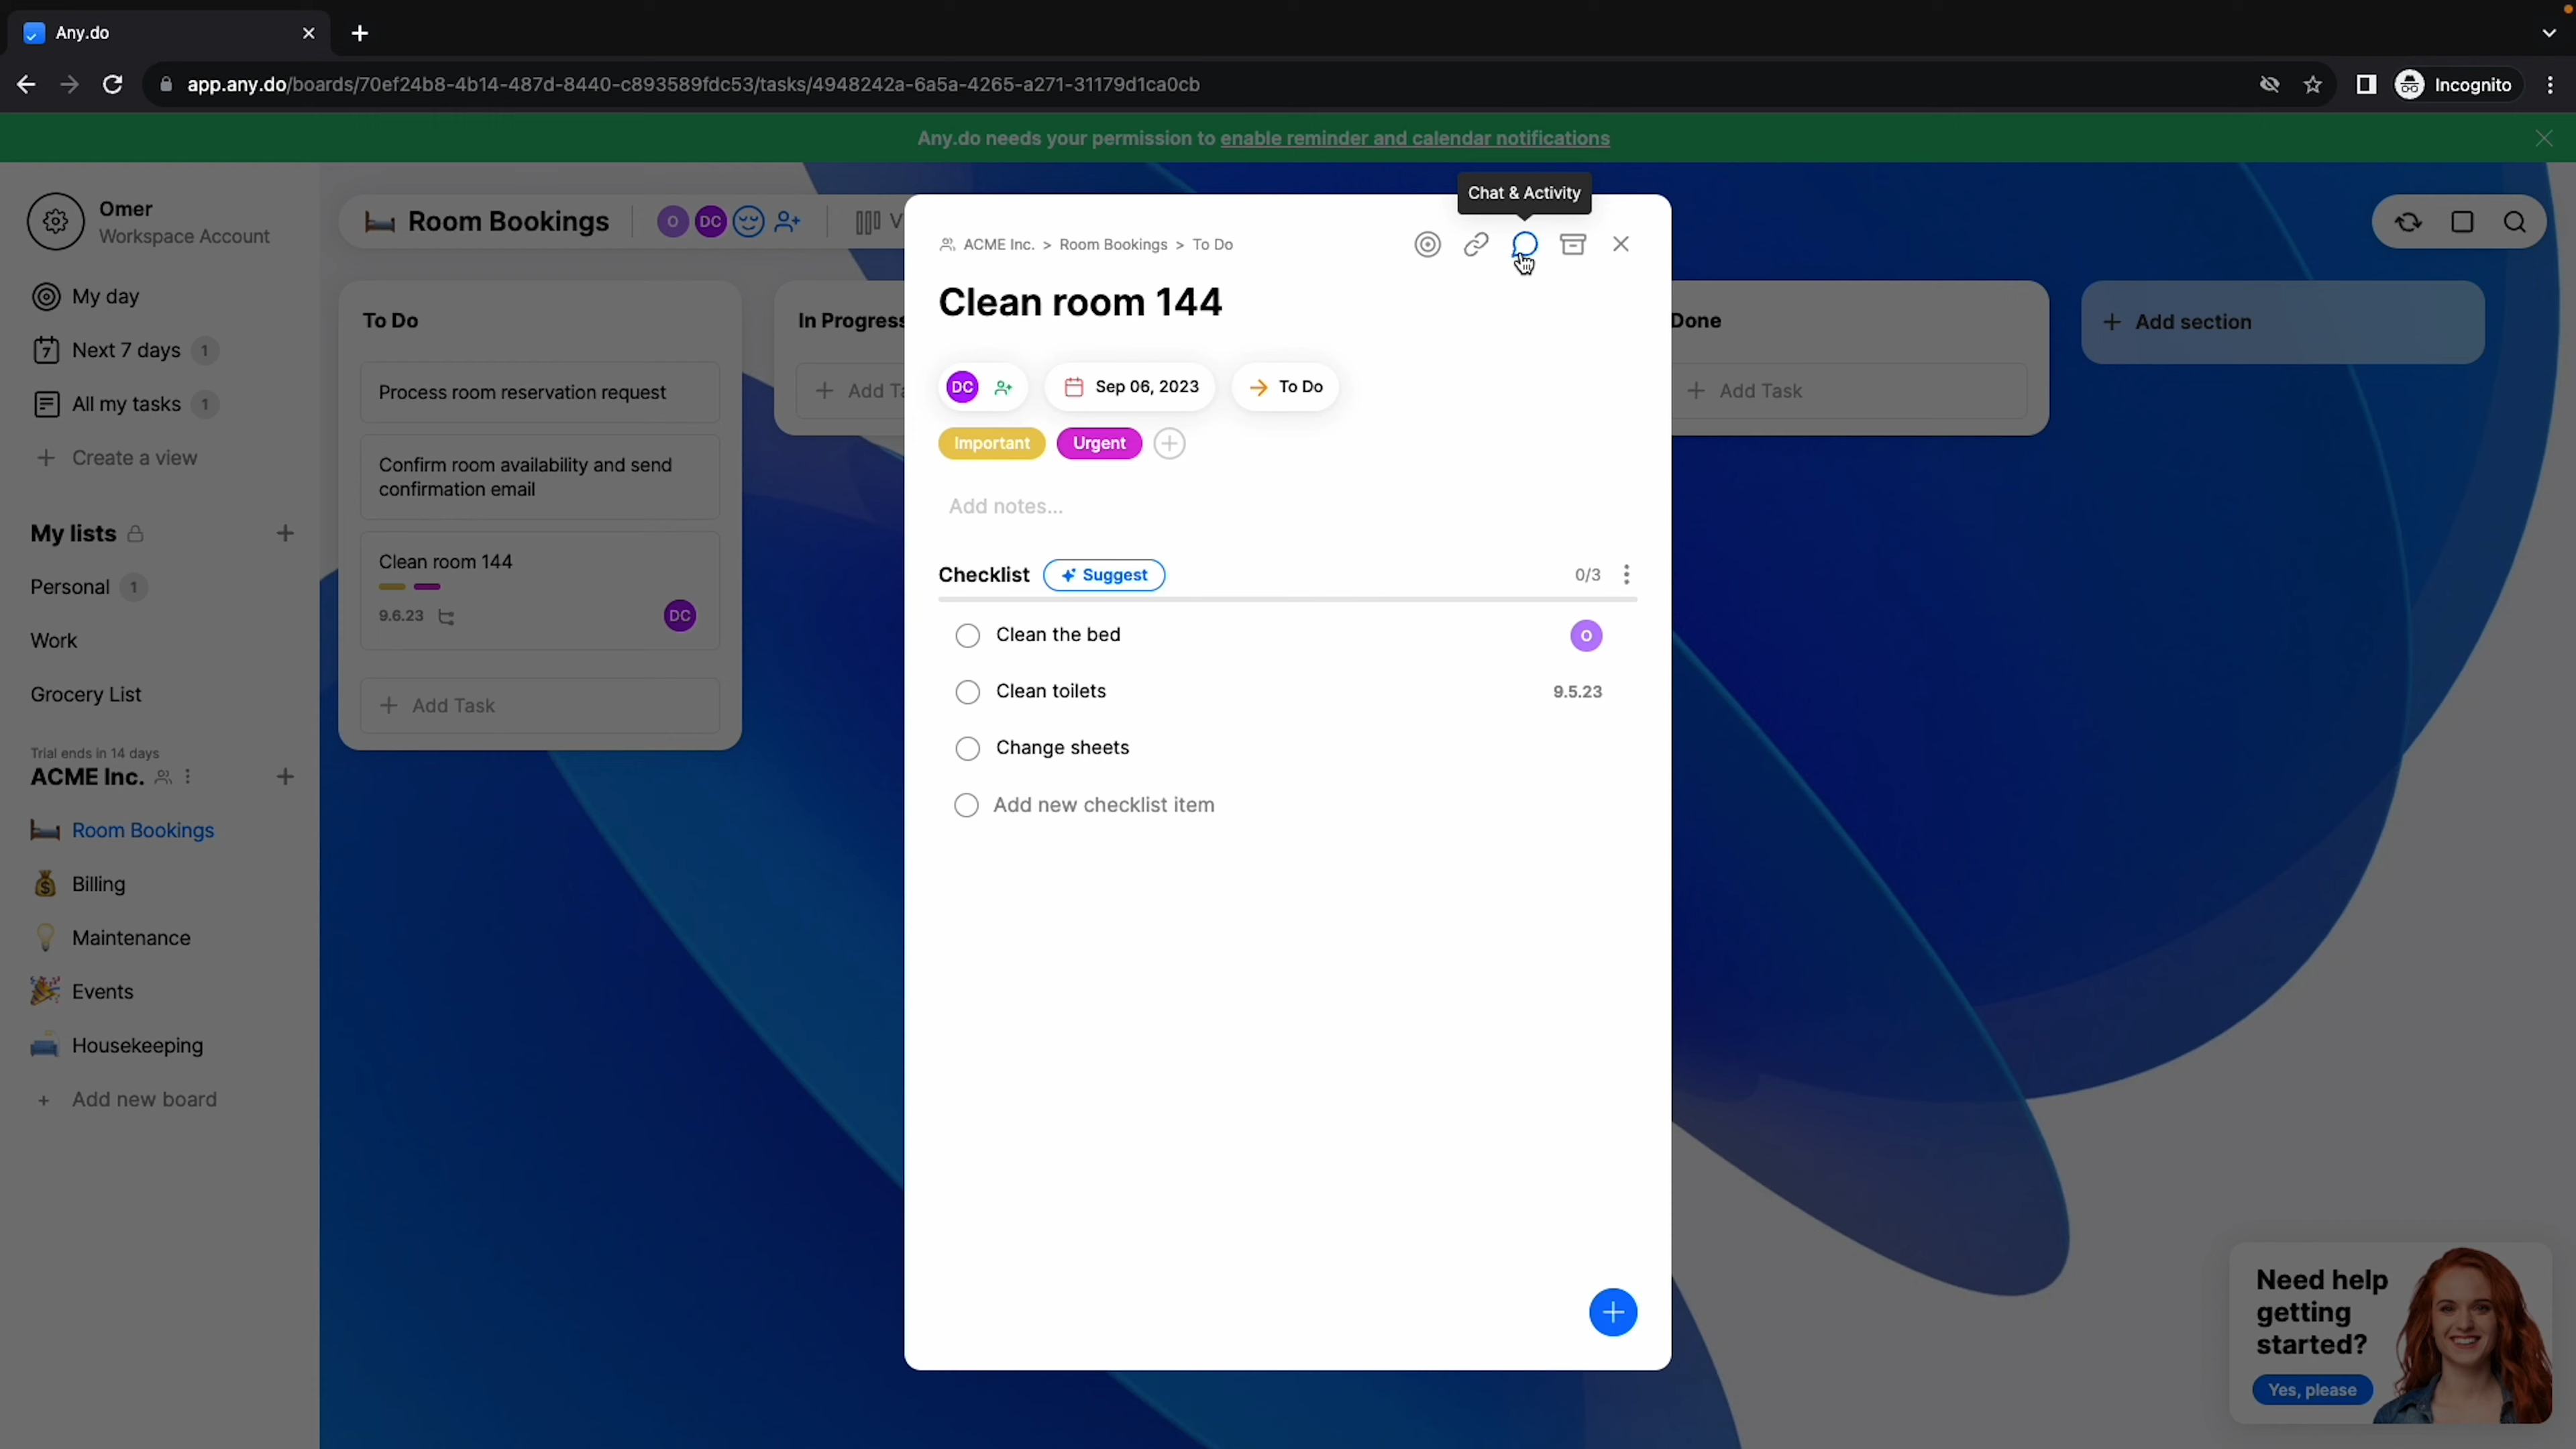 Any.do
app.any.do/boards/70ef24b8-4b14-487d-8440-c893589fdc53/tasks/4948242a-6a5a-4265-a271-31179d1ca0cb
Incognito
Any.do needs your permission to enable reminder and calendar notifications
Omer
Workspace Account
My day
7 Next 7 days 1
All my tasks 1
+ Create a view
My lists +
Personal 1
Work
Grocery List
Trial ends in 14 days
ACME Inc. +
Room Bookings
Billing
Maintenance
Events
Housekeeping
+ Add new board
Room Bookings
O DC
V
To Do
Process room reservation request
Confirm room availability and send
confirmation email
Clean room 144
9.6.23 DC
+ Add Task
In Progress
+ Add Ta
Done
+ Add Task
+ Add section
Chat & Activity
ACME Inc. > Room Bookings > To Do
Clean room 144
DC Sep 06, 2023 To Do
Important Urgent
Add notes...
Checklist Suggest 0/3
Clean the bed O
Clean toilets 9.5.23
Change sheets
Add new checklist item
Need help
getting
started?
Yes, please